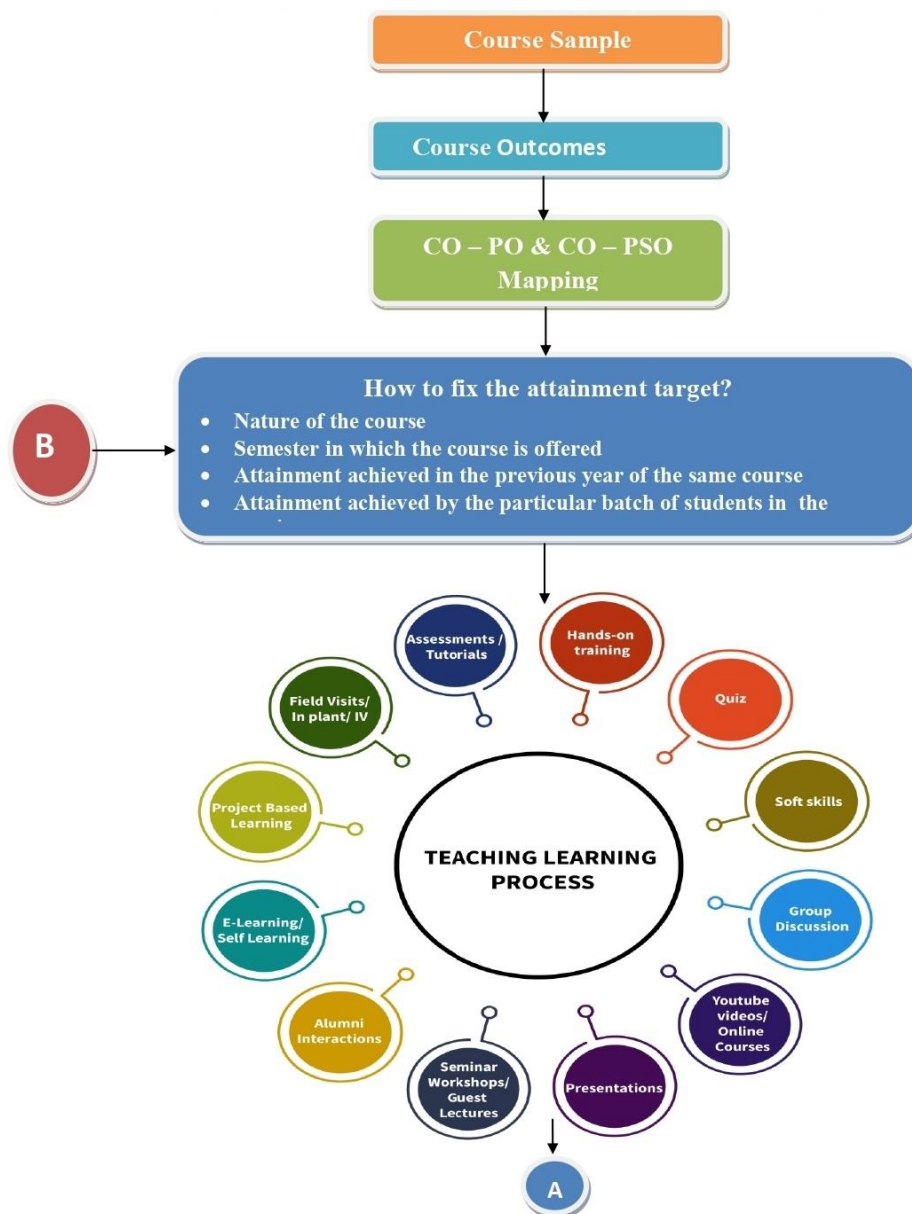 Course Sample
Course Outcomes
CO – PO & CO – PSO
Mapping
How to fix the attainment target?
• Nature of the course
• Semester in which the course is offered
• Attainment achieved in the previous year of the same course
• Attainment achieved by the particular batch of students in the
B
Assessments /
Tutorials
Hands-on
training
Field Visits/
In plant/ IV
Quiz
Project Based
Learning
Soft skills
TEACHING LEARNING
PROCESS
E-Learning/
Self Learning
Group
Discussion
Alumni
Interactions
Youtube
videos/
Online
Courses
Seminar
Workshops/
Guest
Lectures
Presentations
A